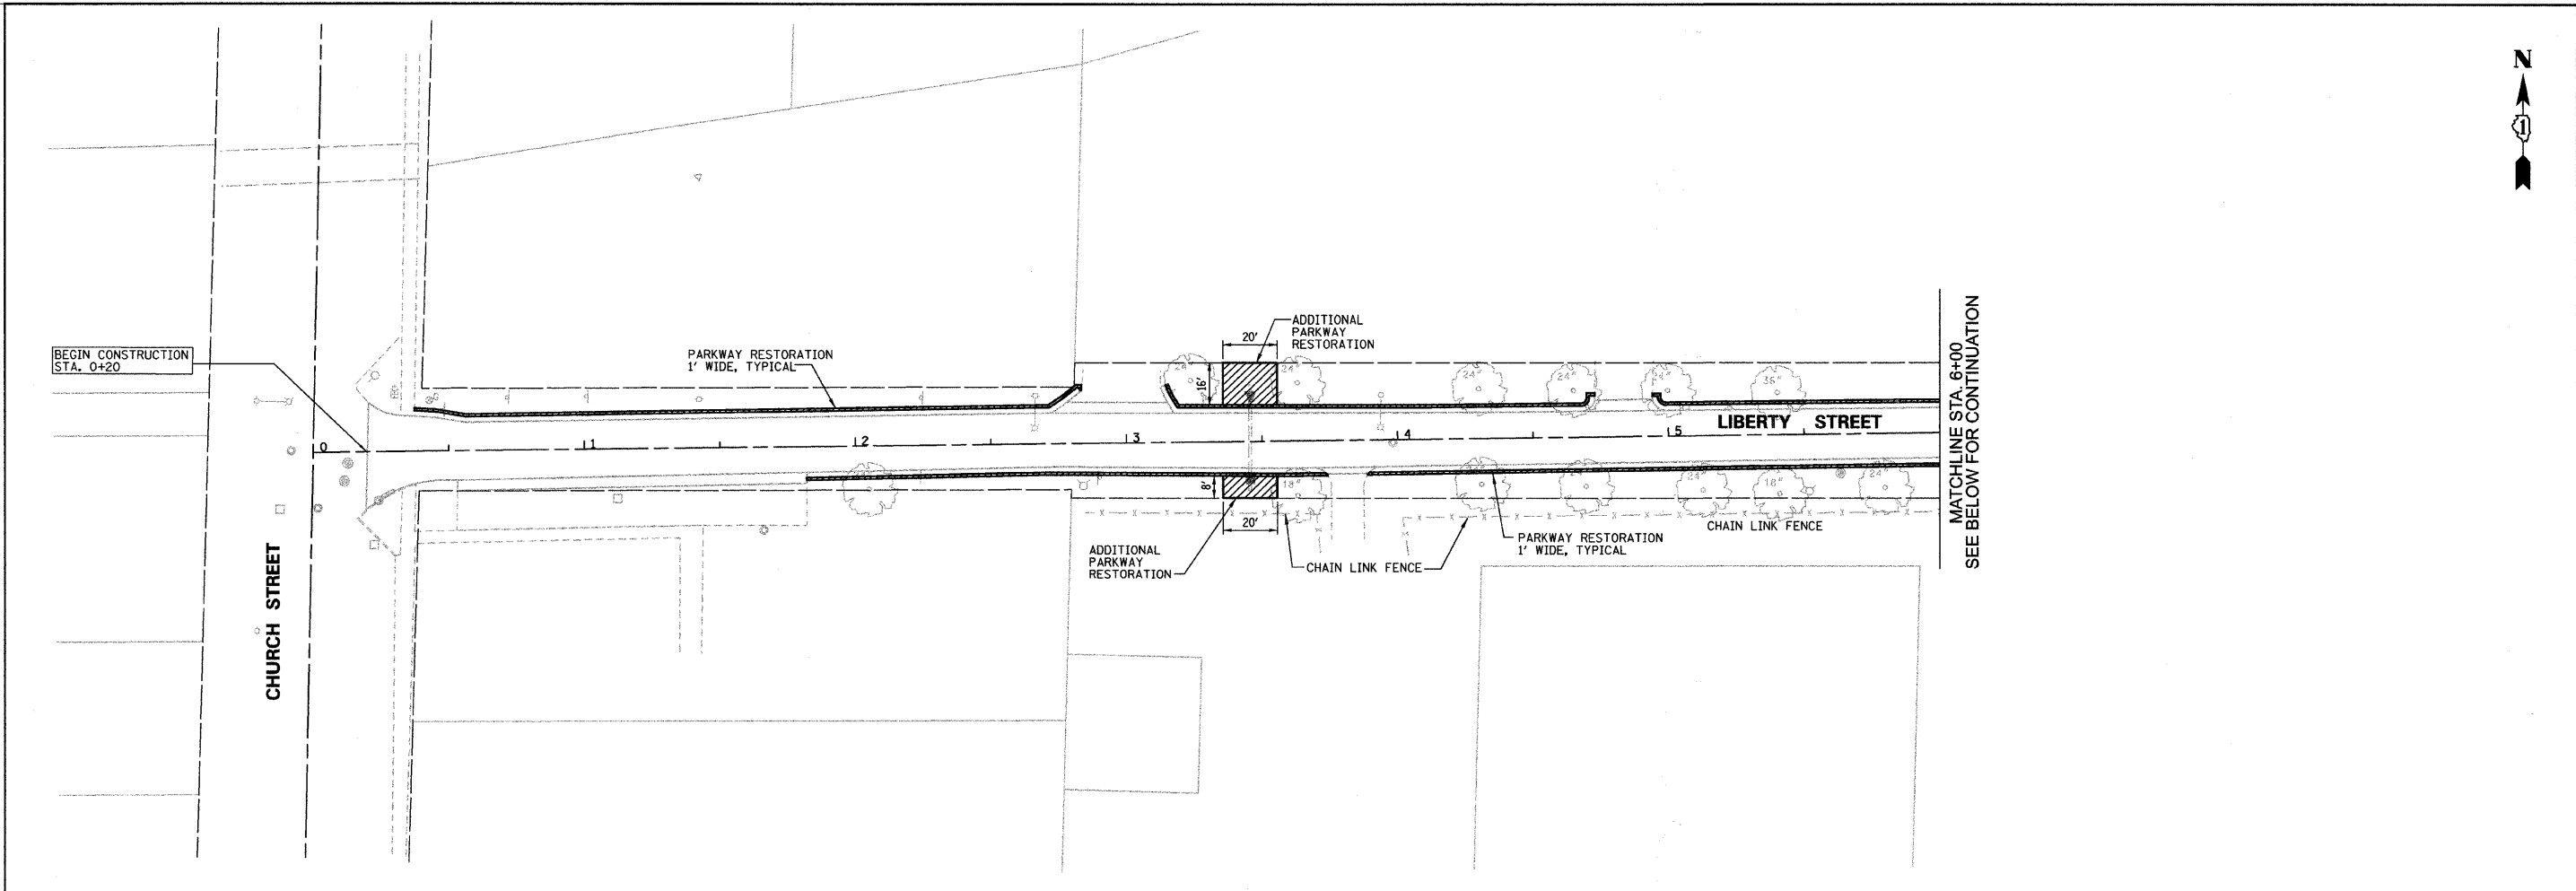 N
1
BEGIN CONSTRUCTION
STA. 0+20
PARKWAY RESTORATION
1' WIDE, TYPICAL
20'
ADDITIONAL
PARKWAY
RESTORATION
16'
24"
24"
24"
36"
LIBERTY STREET
0
1
2
3
4
5
MATCHLINE STA. 6+00
SEE BELOW FOR CONTINUATION
8'
18"
24"
18"
24"
20'
CHAIN LINK FENCE
ADDITIONAL
PARKWAY
RESTORATION
CHAIN LINK FENCE
PARKWAY RESTORATION
1' WIDE, TYPICAL
CHURCH STREET